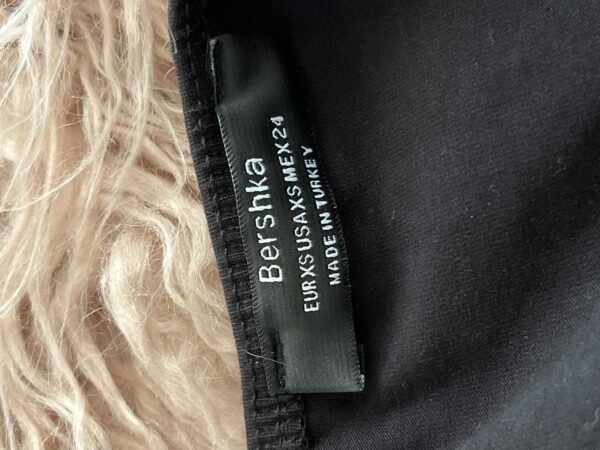 Bershka
EUR XS USA XS MEX 24
MADE IN TURKEY